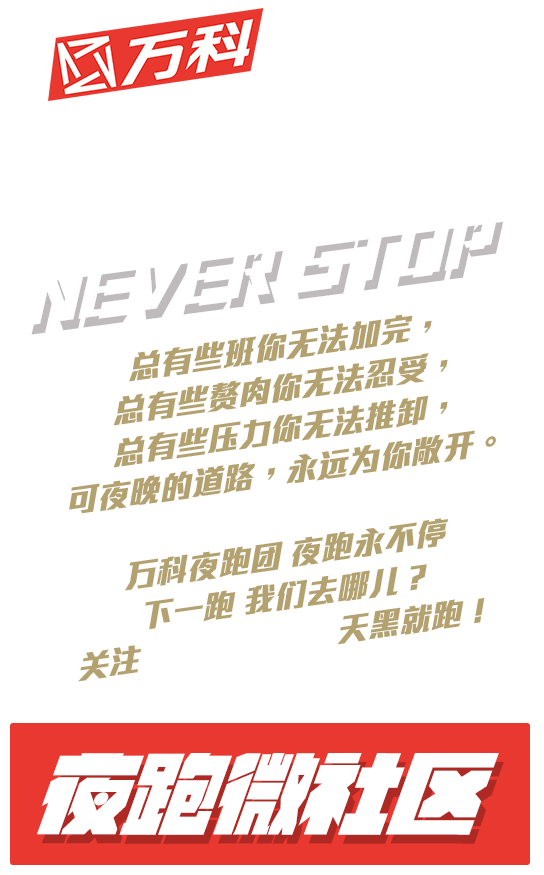 万科
NEVER STOP
总有些班你无法加完，
总有些赘肉你无法忍受，
总有些压力你无法推卸，
可夜晚的道路，永远为你敞开。
万科夜跑团 夜跑永不停
下一跑 我们去哪儿？
关注 天黑就跑！
夜跑微社区